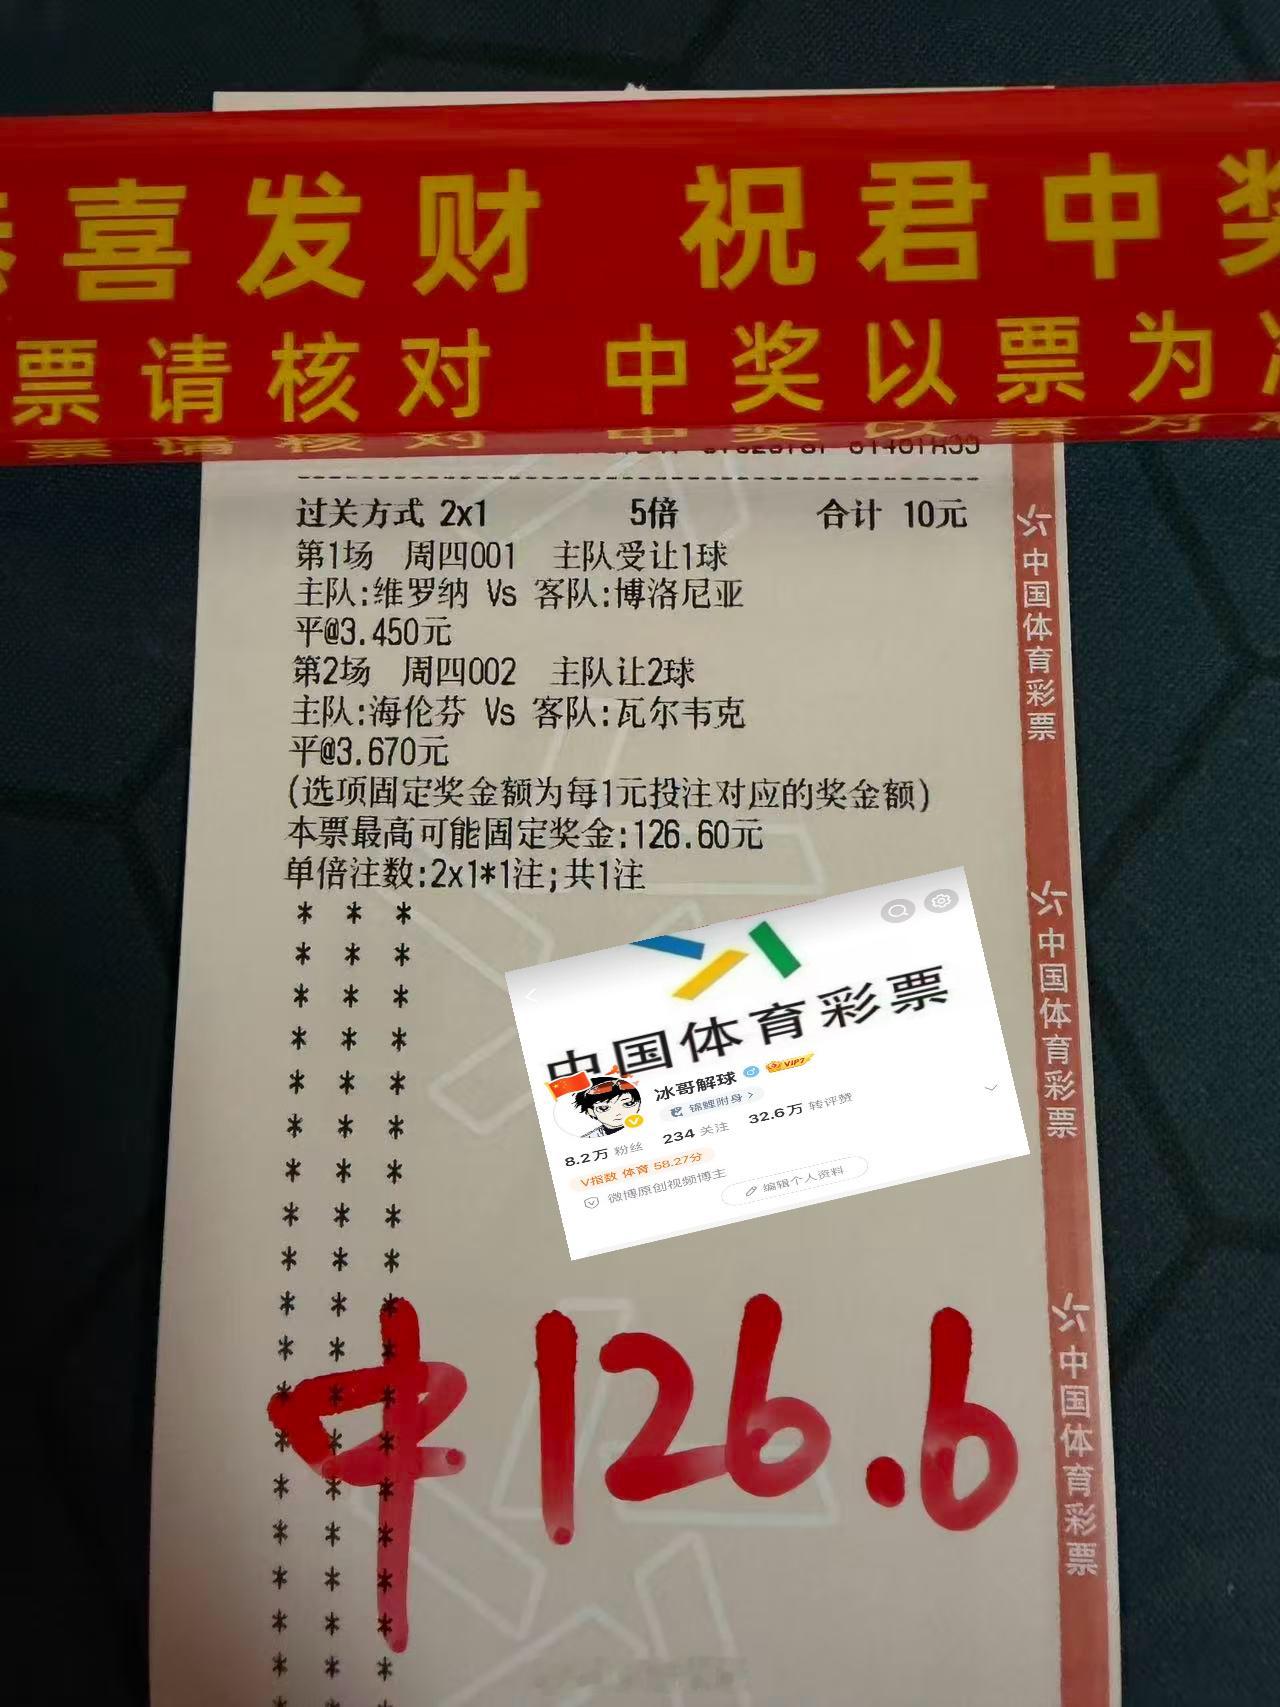 喜发财 祝君中奖
票请核对 中奖以票为
过关方式 2x1 5倍 合计 10元
第1场 周四001 主队受让1球
主队:维罗纳 Vs 客队:博洛尼亚
平@3.450元
第2场 周四002 主队让2球
主队:海伦芬 Vs 客队:瓦尔韦克
平@3.670元
(选项固定奖金额为每1元投注对应的奖金额)
本票最高可能固定奖金:126.60元
单倍注数:2x1*1注;共1注
中国体育彩票
冰哥解球 VIP7
锦鲤附身 >
8.2万 粉丝 234 关注 32.6万 转评赞
V指数 体育 58.27分
微博原创视频博主
编辑个人资料
中126.6
中国体育彩票
中国体育彩票
中国体育彩票